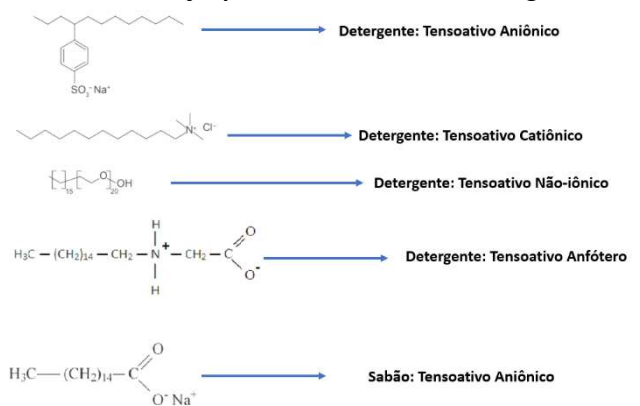 SO₃⁻Na⁺
Detergente: Tensoativo Aniônico
N⁺ Cl⁻
Detergente: Tensoativo Catiônico
15 O 20 OH
Detergente: Tensoativo Não-iônico
H
H₃C — (CH₂)₁₄ — CH₂ — N⁺ — CH₂ — C O O⁻
H
Detergente: Tensoativo Anfótero
H₃C — (CH₂)₁₄ — C O O⁻ Na⁺
Sabão: Tensoativo Aniônico